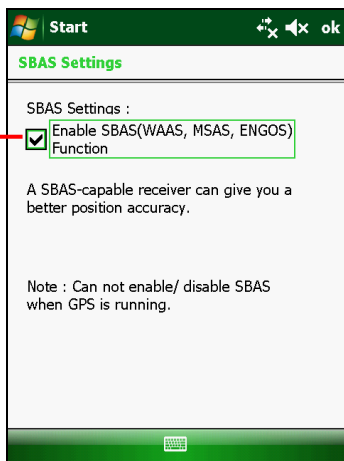 Start
ok
SBAS Settings
SBAS Settings :
Enable SBAS(WAAS, MSAS, ENGOS)
Function
A SBAS-capable receiver can give you a
better position accuracy.
Note : Can not enable/ disable SBAS
when GPS is running.